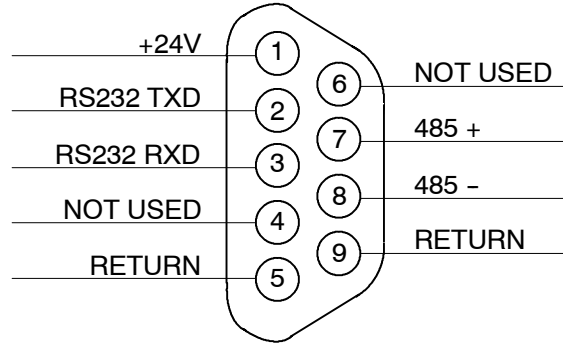 +24V
1
RS232 TXD
2
RS232 RXD
3
NOT USED
4
RETURN
5
6
NOT USED
7
485 +
8
485 −
9
RETURN